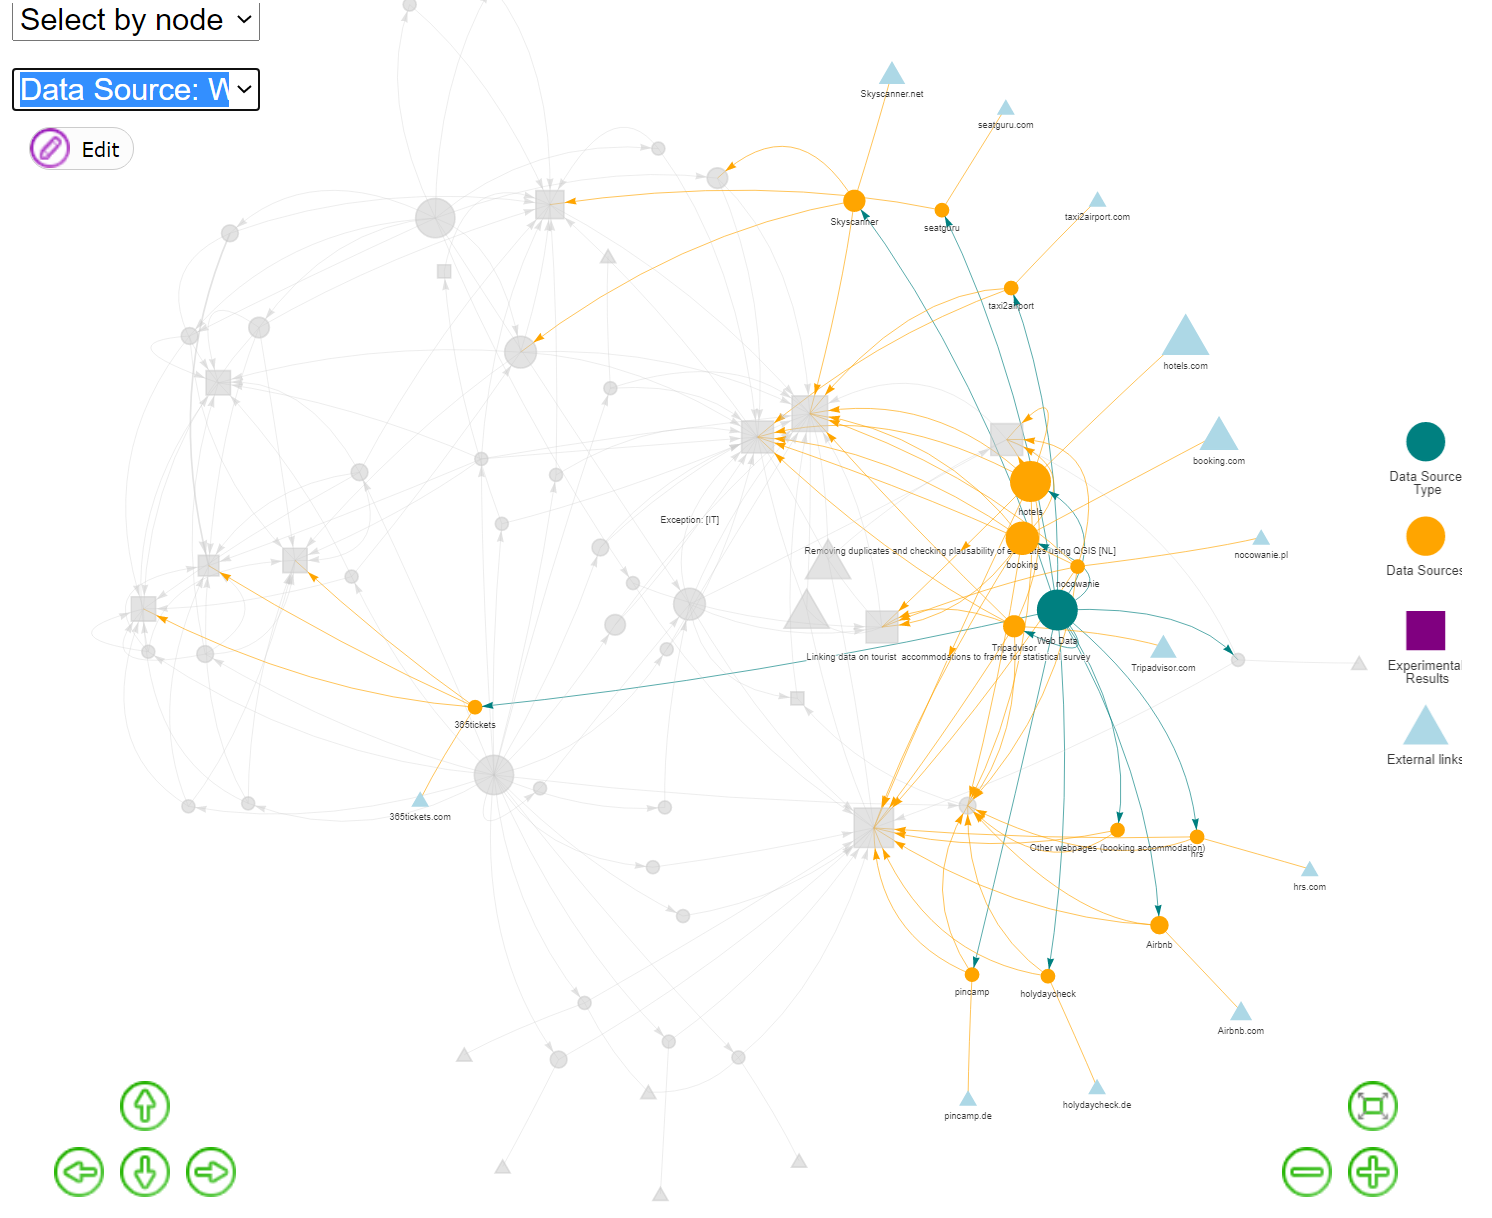 Select by node
Data Source: W
Edit
Skyscanner.net
seatguru.com
taxi2airport.com
Skyscanner
seatguru
taxi2airport
hotels.com
booking.com
Data Source
Type
hotels
Exception: [IT]
Removing duplicates and checking plausability of es    tes using QGIS [NL]
nocowanie.pl
booking
Data Sources
nocowanie
Web Data
Tripadvisor
Linking data on tourist accommodations to frame for statistical survey
Tripadvisor.com
Experimental
Results
365tickets
External links
365tickets.com
Other webpages (booking accommodation)
hrs
hrs.com
Airbnb
pincamp
holydaycheck
Airbnb.com
pincamp.de
holydaycheck.de